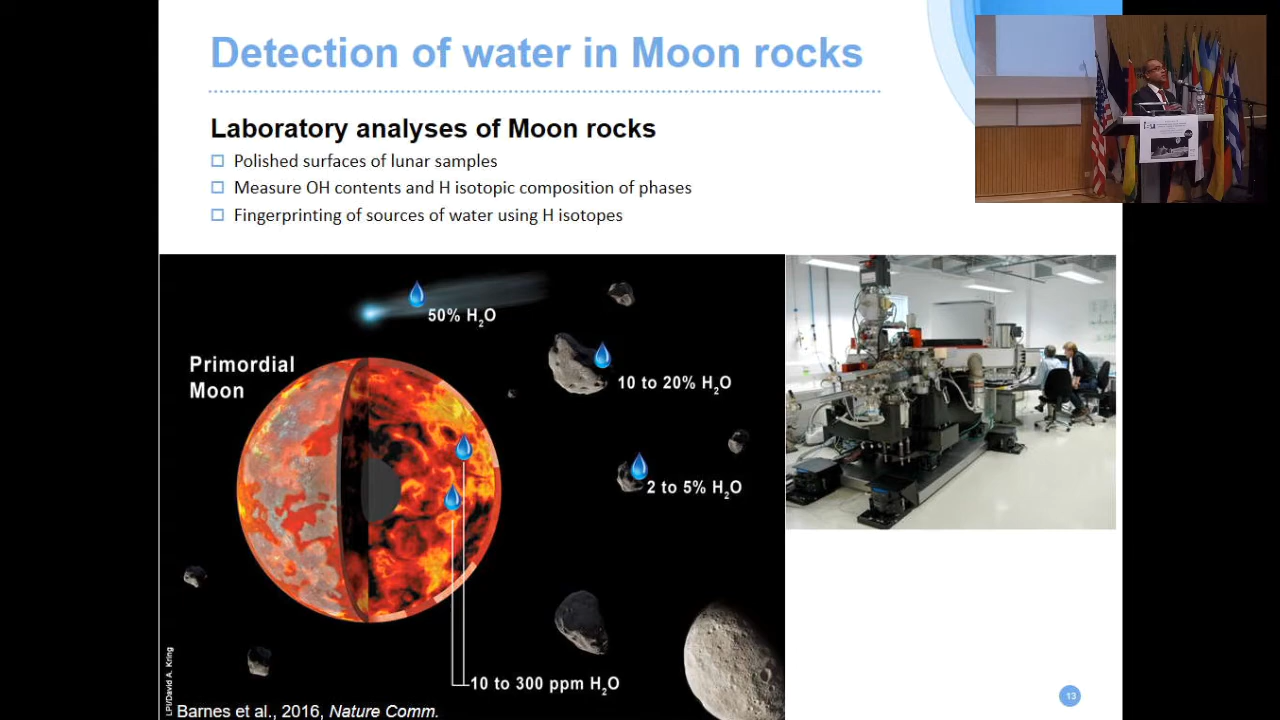 Detection of water in Moon rocks
Laboratory analyses of Moon rocks
Polished surfaces of lunar samples
Measure OH contents and H isotopic composition of phases
Fingerprinting of sources of water using H isotopes
50% H2O
Primordial
Moon
10 to 20% H2O
2 to 5% H2O
10 to 300 ppm H2O
LPI/David A. Kring
Barnes et al., 2016, Nature Comm.
13